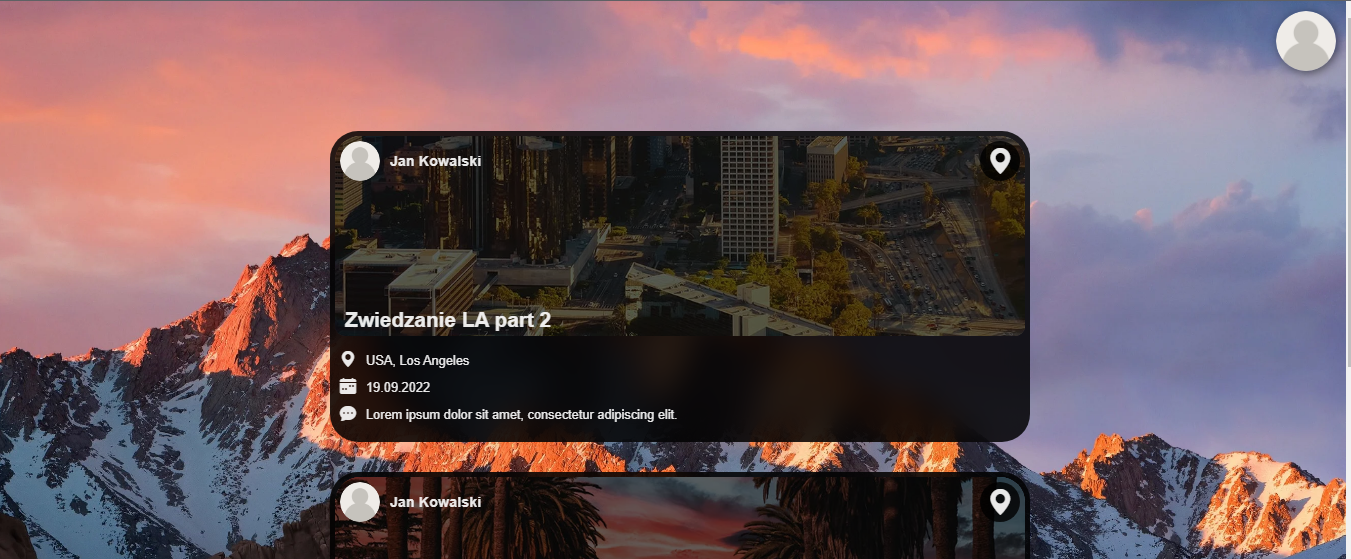 Jan Kowalski
Zwiedzanie LA part 2
USA, Los Angeles
19.09.2022
Lorem ipsum dolor sit amet, consectetur adipiscing elit.
Jan Kowalski